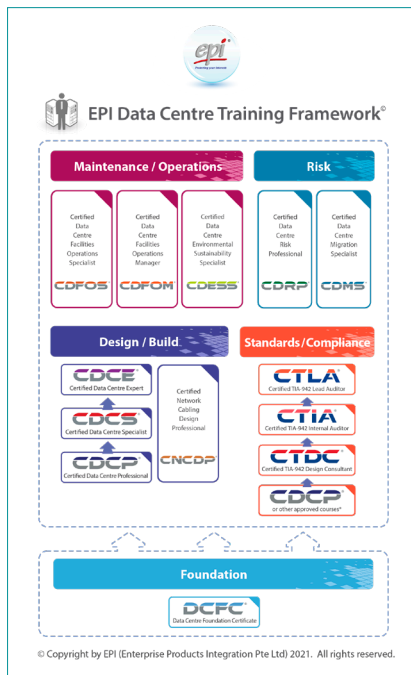 epi
EPI Data Centre Training Framework©
Maintenance / Operations
Risk
Certified
Data
Centre
Facilities
Operations
Specialist
CDFOS®
Certified
Data
Centre
Facilities
Operations
Manager
CDFOM®
Certified
Data
Centre
Environmental
Sustainability
Specialist
CDESS®
Certified
Data
Centre
Risk
Professional
CDRP®
Certified
Data
Centre
Migration
Specialist
CDMS®
Design / Build
Standards/Compliance
CDCE®
Certified Data Centre Expert
CDCS®
Certified Data Centre Specialist
CDCP®
Certified Data Centre Professional
Certified
Network
Cabling
Design
Professional
CNCDP®
CTLA®
Certified TIA-942 Lead Auditor
CTIA®
Certified TIA-942 Internal Auditor
CTDC®
Certified TIA-942 Design Consultant
CDCP®
or other approved courses*
Foundation
DCFC®
Data Centre Foundation Certificate
© Copyright by EPI (Enterprise Products Integration Pte Ltd) 2021. All rights reserved.